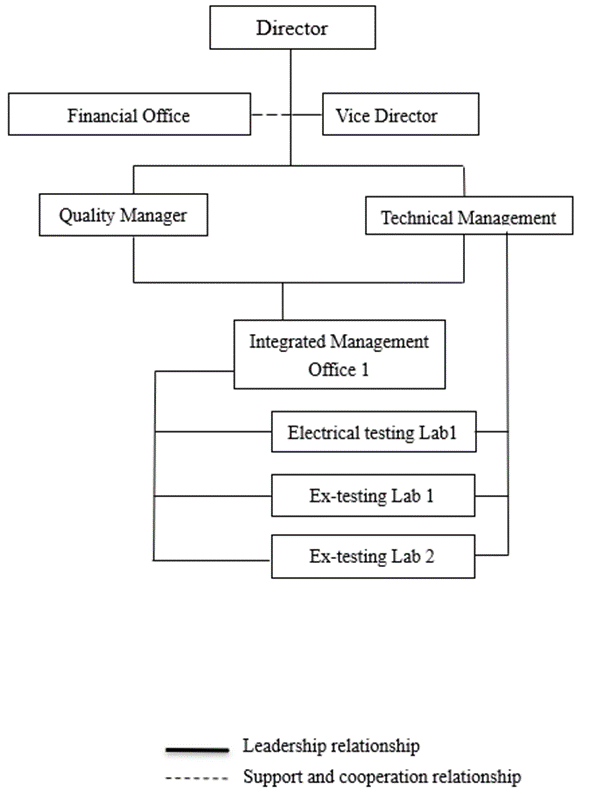 Director
Financial Office
Vice Director
Quality Manager
Technical Management
Integrated Management
Office 1
Electrical testing Lab1
Ex-testing Lab 1
Ex-testing Lab 2
Leadership relationship
Support and cooperation relationship